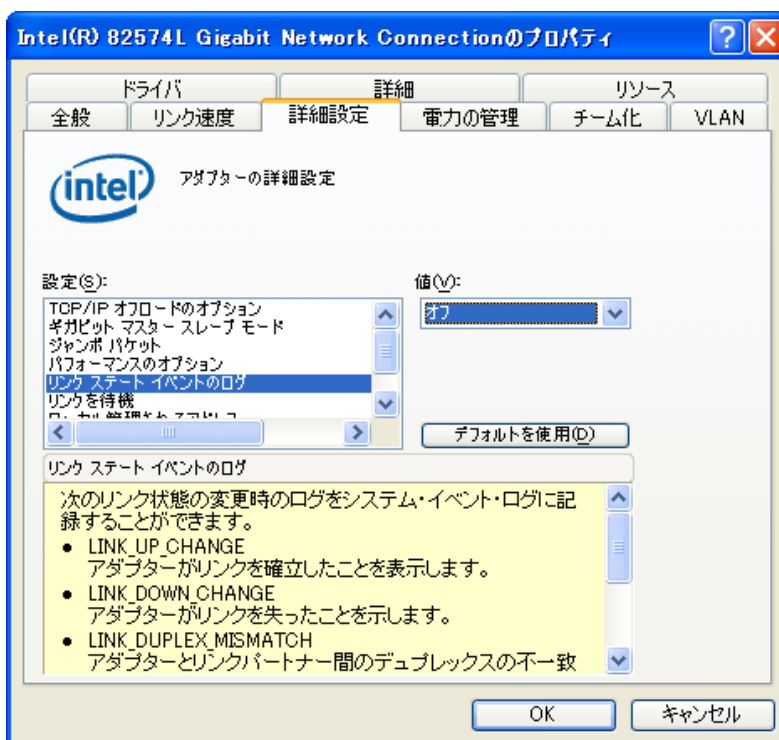 Intel(R) 82574L Gigabit Network Connectionのプロパティ
ドライバ 詳細 リソース
全般 リンク速度 詳細設定 電力の管理 チーム化 VLAN
intel
アダプターの詳細設定
設定(S):
値(V):
TCP/IP オフロードのオプション
オフ
ギガビット マスター スレーブ モード
ジャンボ パケット
パフォーマンスのオプション
リンク ステート イベントのログ
リンクを待機
デフォルトを使用(D)
リンク ステート イベントのログ
次のリンク状態の変更時のログをシステム・イベント・ログに記
録することができます。
● LINK_UP_CHANGE
アダプターがリンクを確立したことを表示します。
● LINK_DOWN_CHANGE
アダプターがリンクを失ったことを示します。
● LINK_DUPLEX_MISMATCH
アダプターとリンクパートナー間のデュプレックスの不一致
OK キャンセル